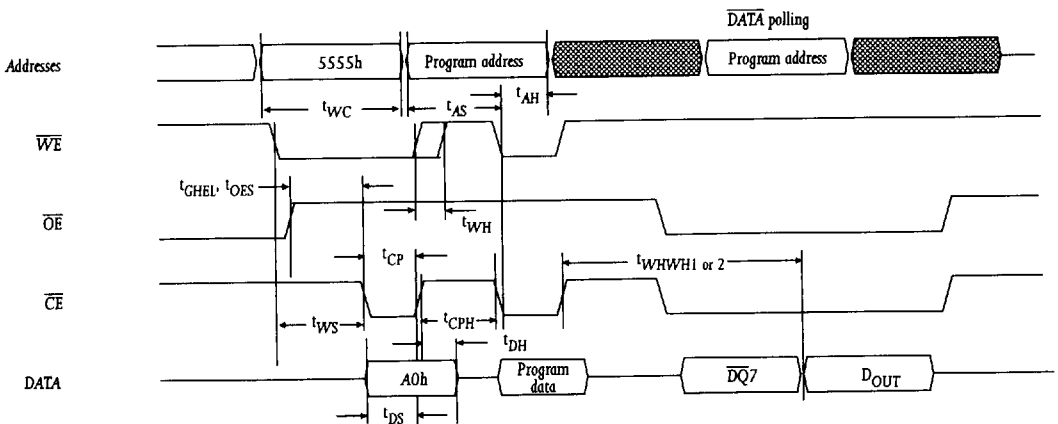 DATA polling
Addresses
5555h
Program address
Program address
tWC
tAS
tAH
WE
tGHEL, tOES
OE
tWH
tCP
tWHWH1 or 2
CE
tWS
tCPH
tDH
DATA
A0h
Program
data
DQ7
DOUT
tDS